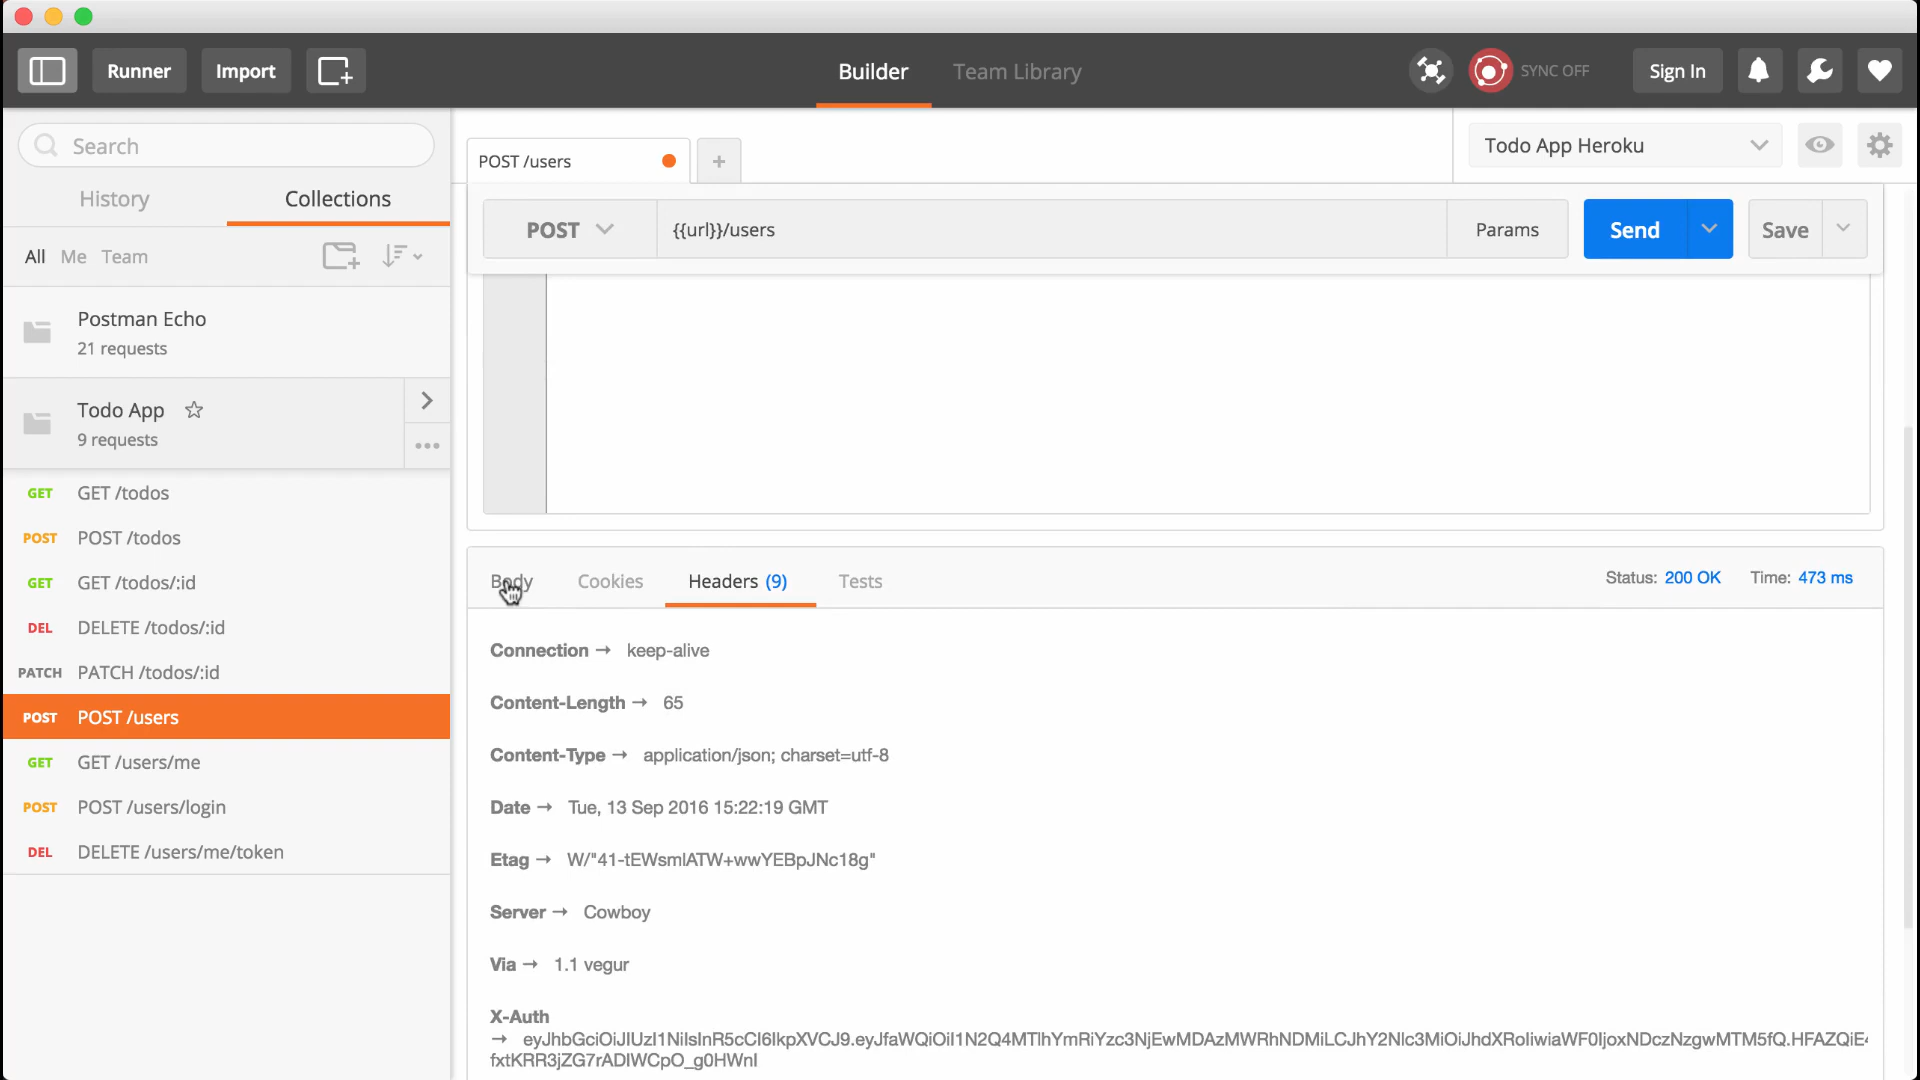 Runner
Import
Builder
Team Library
SYNC OFF
Sign In
Search
History
Collections
All Me Team
Postman Echo
21 requests
Todo App
9 requests
GET GET /todos
POST POST /todos
GET GET /todos/:id
DEL DELETE /todos/:id
PATCH PATCH /todos/:id
POST POST /users
GET GET /users/me
POST POST /users/login
DEL DELETE /users/me/token
POST /users
+
Todo App Heroku
POST
{{url}}/users
Params
Send
Save
Body
Cookies
Headers (9)
Tests
Status: 200 OK
Time: 473 ms
Connection → keep-alive
Content-Length → 65
Content-Type → application/json; charset=utf-8
Date → Tue, 13 Sep 2016 15:22:19 GMT
Etag → W/"41-tEWsmlATW+wwYEBpJNc18g"
Server → Cowboy
Via → 1.1 vegur
X-Auth